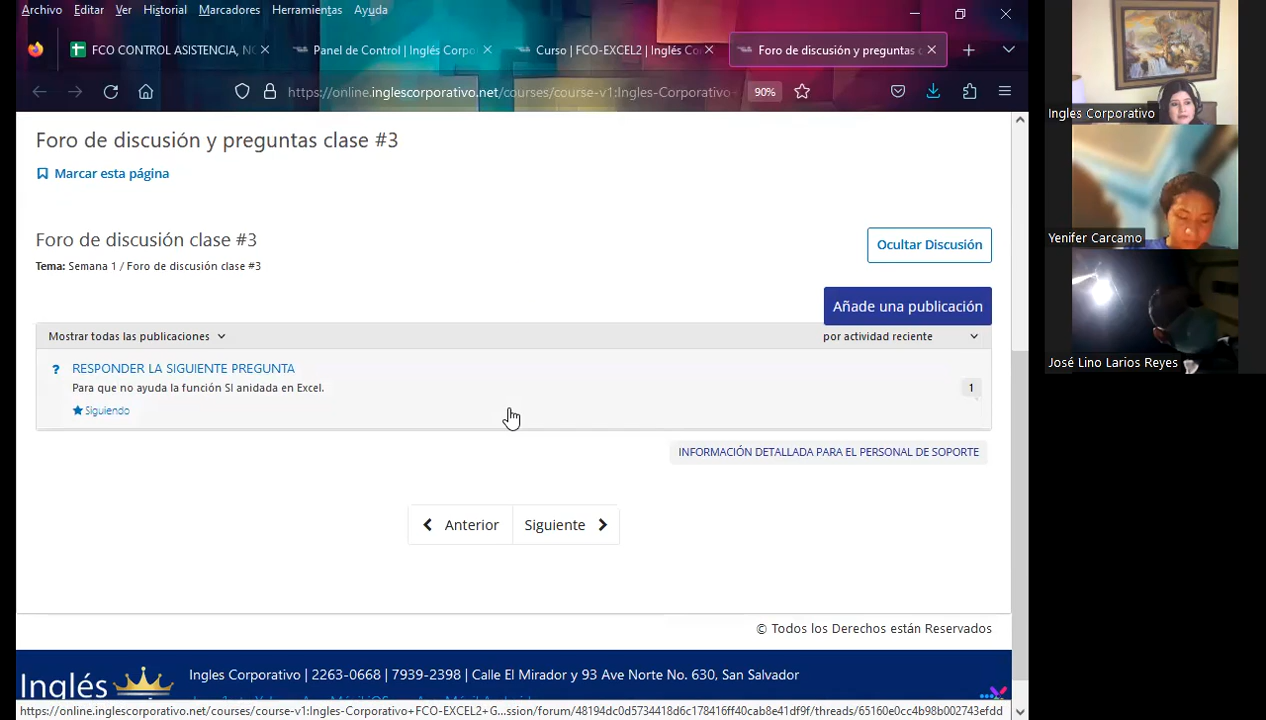 Archivo Editar Ver Historial Marcadores Herramientas Ayuda
FCO CONTROL ASISTENCIA, NO
Panel de Control | Inglés Corpo
Curso | FCO-EXCEL2 | Inglés Co
Foro de discusión y preguntas c
https://online.inglescorporativo.net/courses/course-v1:Ingles-Corporativo
90%
Foro de discusión y preguntas clase #3
Marcar esta página
Foro de discusión clase #3
Ocultar Discusión
Tema: Semana 1 / Foro de discusión clase #3
Añade una publicación
Mostrar todas las publicaciones
por actividad reciente
? RESPONDER LA SIGUIENTE PREGUNTA
Para que no ayuda la función SI anidada en Excel.
1
Siguiendo
INFORMACIÓN DETALLADA PARA EL PERSONAL DE SOPORTE
Anterior
Siguiente
© Todos los Derechos están Reservados
Inglés
Ingles Corporativo | 2263-0668 | 7939-2398 | Calle El Mirador y 93 Ave Norte No. 630, San Salvador
https://online.inglescorporativo.net/courses/course-v1:Ingles-Corporativo+FCO-EXCEL2+G…ssion/forum/48194dc0d5734418d6c178416ff40cab8e41df9f/threads/65160e0cc4b98b002743efdd
Ingles Corporativo
Yenifer Carcamo
José Lino Larios Reyes